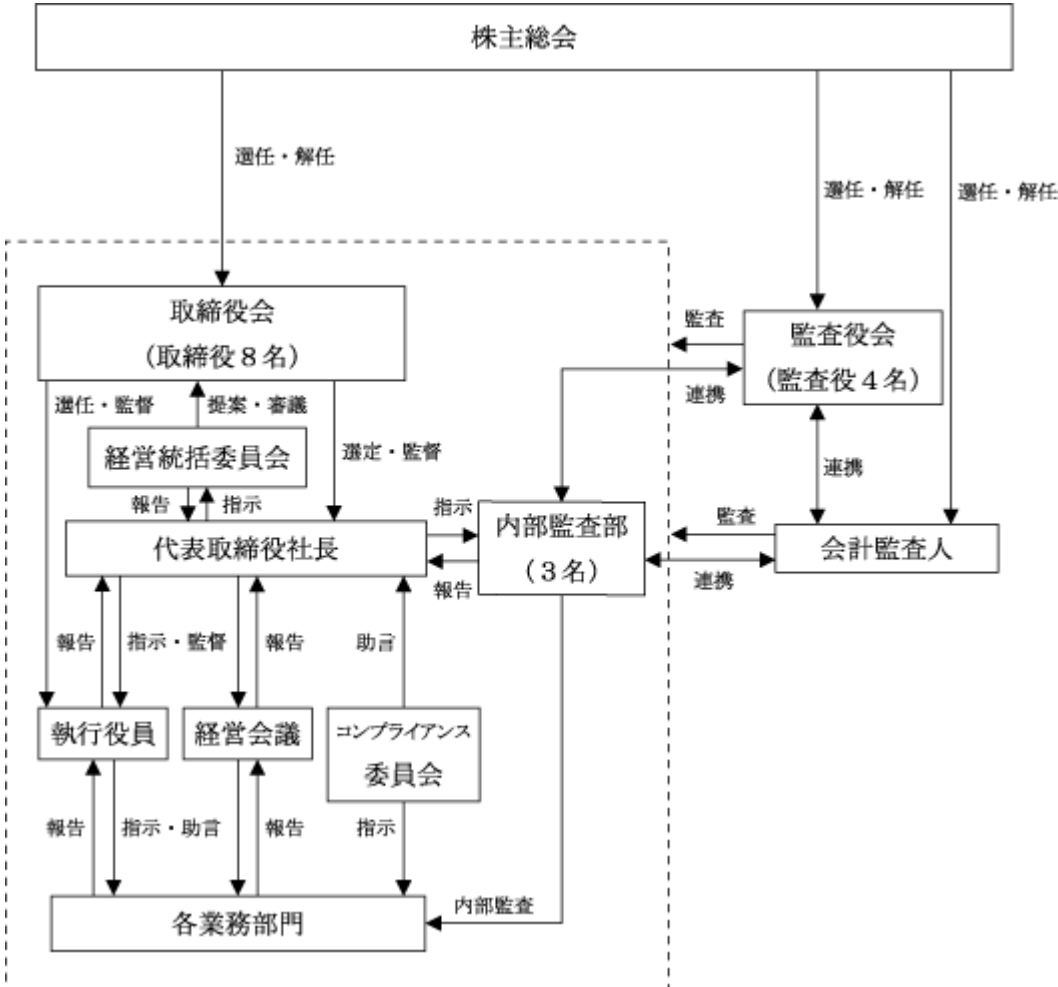 株主総会
選任・解任
選任・解任
選任・解任
取締役会
(取締役8名)
監査
監査役会
(監査役4名)
連携
選任・監督
提案・審議
経営統括委員会
選定・監督
連携
報告
指示
指示
内部監査部
(3名)
監査
代表取締役社長
会計監査人
報告
連携
報告
指示・監督
報告
助言
執行役員
経営会議
コンプライアンス
委員会
報告
指示・助言
報告
指示
内部監査
各業務部門